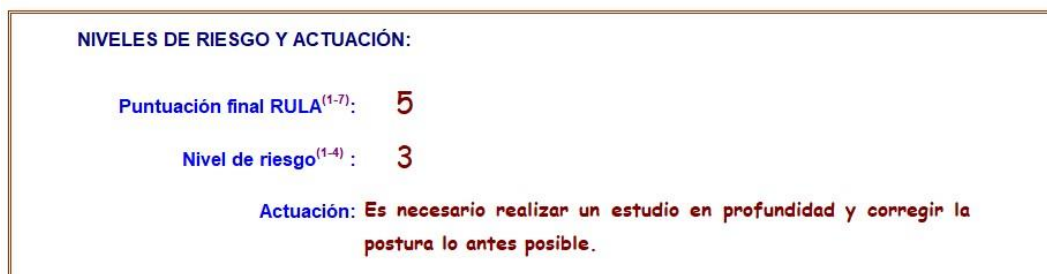 NIVELES DE RIESGO Y ACTUACIÓN:
Puntuación final RULA(1-7): 5
Nivel de riesgo(1-4) : 3
Actuación: Es necesario realizar un estudio en profundidad y corregir la
postura lo antes posible.